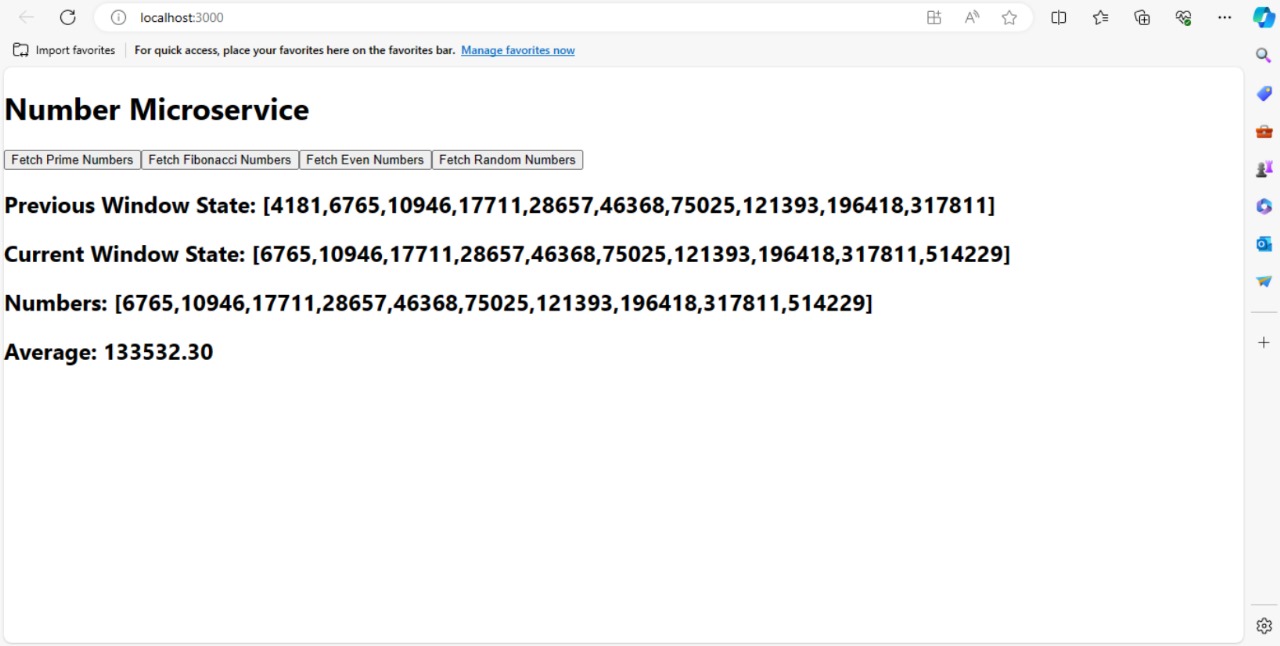 localhost:3000
Import favorites For quick access, place your favorites here on the favorites bar. Manage favorites now
Number Microservice
Fetch Prime Numbers Fetch Fibonacci Numbers Fetch Even Numbers Fetch Random Numbers
Previous Window State: [4181,6765,10946,17711,28657,46368,75025,121393,196418,317811]
Current Window State: [6765,10946,17711,28657,46368,75025,121393,196418,317811,514229]
Numbers: [6765,10946,17711,28657,46368,75025,121393,196418,317811,514229]
Average: 133532.30